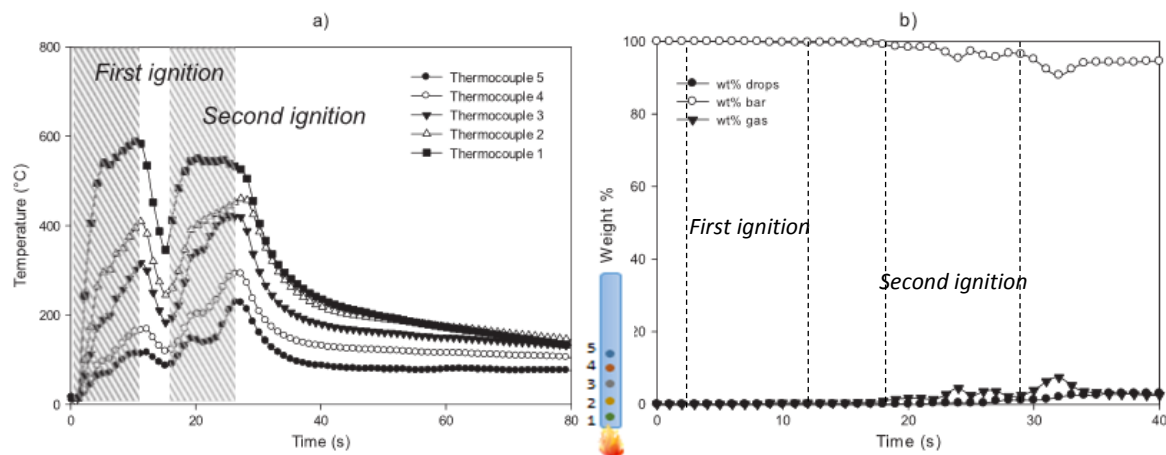 a)
800
600
400
200
0
Temperature (°C)
0
20
40
60
80
Time (s)
First ignition
Second ignition
Thermocouple 5
Thermocouple 4
Thermocouple 3
Thermocouple 2
Thermocouple 1
5
4
3
2
1
b)
100
80
60
40
20
0
Weight %
0
10
20
30
40
Time (s)
wt% drops
wt% bar
wt% gas
First ignition
Second ignition